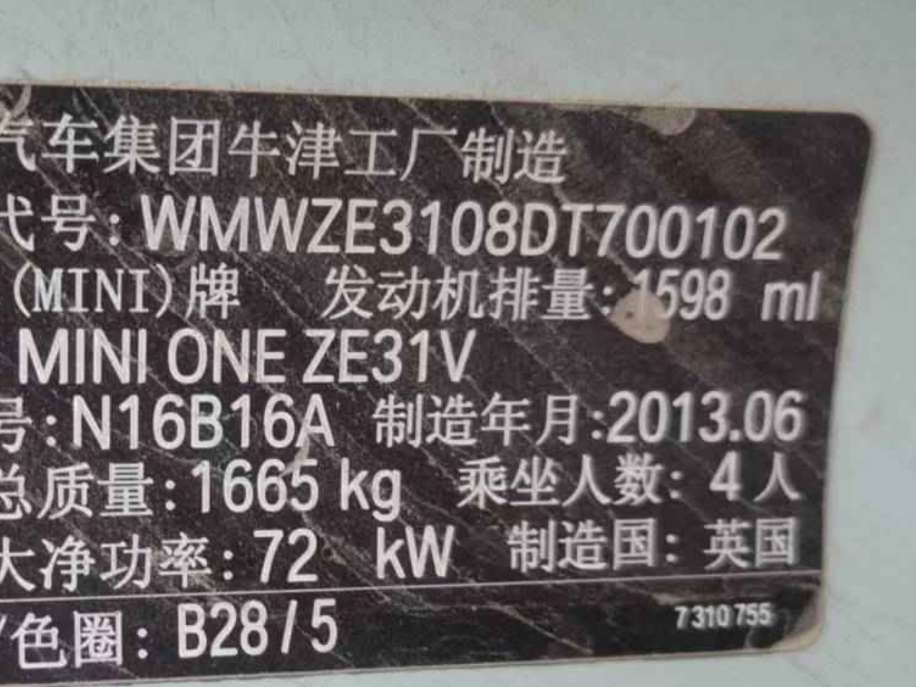 汽车集团牛津工厂制造
代号: WMWZE3108DT700102
(MINI)牌 发动机排量: 1598 ml
MINI ONE ZE31V
号: N16B16A 制造年月: 2013.06
总质量: 1665 kg 乘坐人数: 4人
大净功率: 72 kW 制造国: 英国
色圈: B28/5 7 310 755